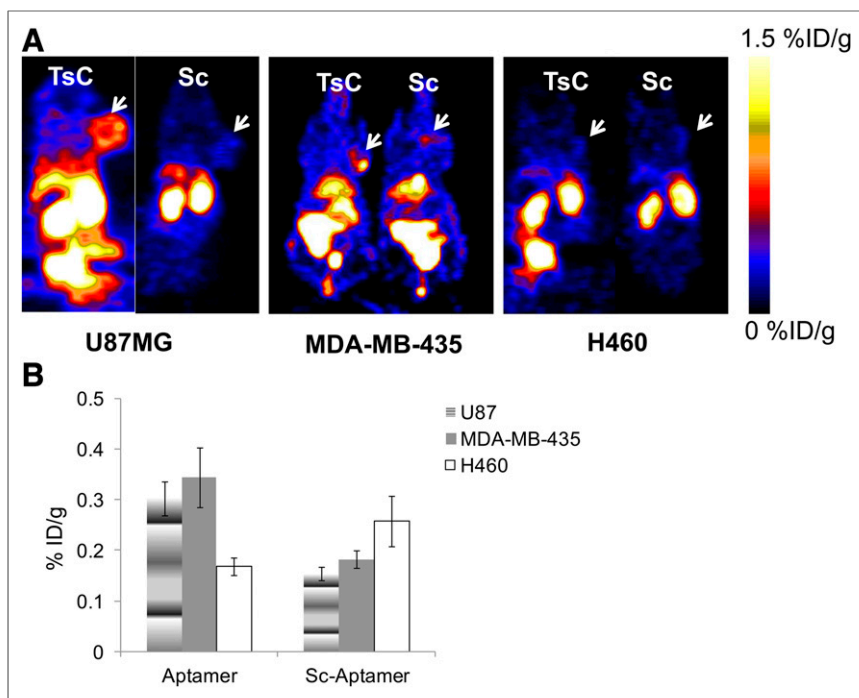 A
1.5 %ID/g
TsC
Sc
TsC
Sc
TsC
Sc
0 %ID/g
U87MG
MDA-MB-435
H460
B
0.5
0.4
0.3
0.2
0.1
0
% ID/g
U87
MDA-MB-435
H460
Aptamer
Sc-Aptamer